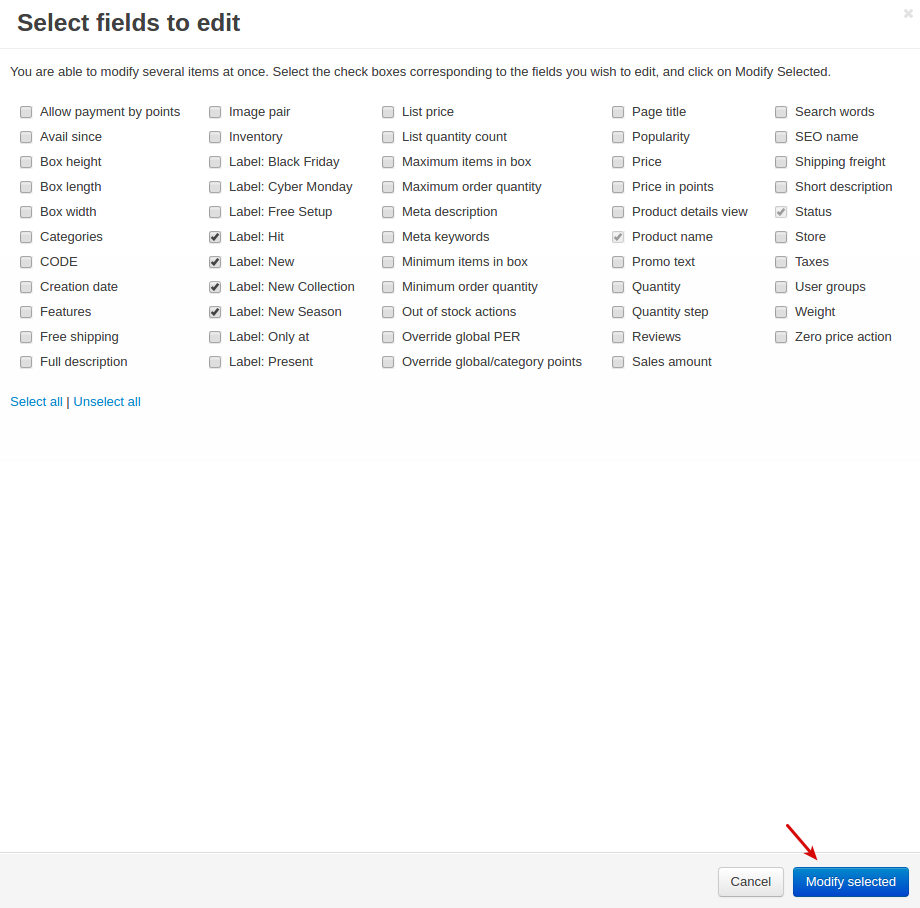 Select fields to edit
You are able to modify several items at once. Select the check boxes corresponding to the fields you wish to edit, and click on Modify Selected.
Allow payment by points
Avail since
Box height
Box length
Box width
Categories
CODE
Creation date
Features
Free shipping
Full description
Image pair
Inventory
Label: Black Friday
Label: Cyber Monday
Label: Free Setup
Label: Hit
Label: New
Label: New Collection
Label: New Season
Label: Only at
Label: Present
List price
List quantity count
Maximum items in box
Maximum order quantity
Meta description
Meta keywords
Minimum items in box
Minimum order quantity
Out of stock actions
Override global PER
Override global/category points
Page title
Popularity
Price
Price in points
Product details view
Product name
Promo text
Quantity
Quantity step
Reviews
Sales amount
Search words
SEO name
Shipping freight
Short description
Status
Store
Taxes
User groups
Weight
Zero price action
Select all | Unselect all
Cancel
Modify selected